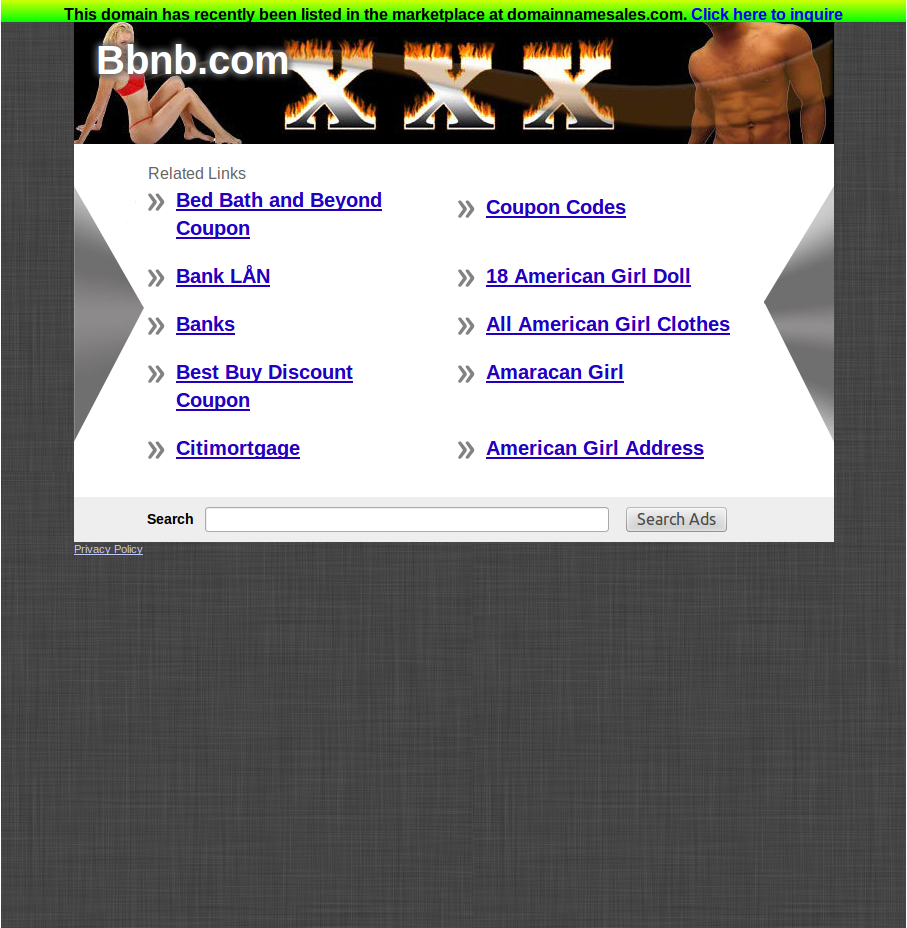 This domain has recently been listed in the marketplace at domainnamesales.com. Click here to inquire
Bbnb.com
XXX
Related Links
Bed Bath and Beyond
Coupon
Coupon Codes
Bank LÅN
18 American Girl Doll
Banks
All American Girl Clothes
Best Buy Discount
Coupon
Amaracan Girl
Citimortgage
American Girl Address
Search
Search Ads
Privacy Policy